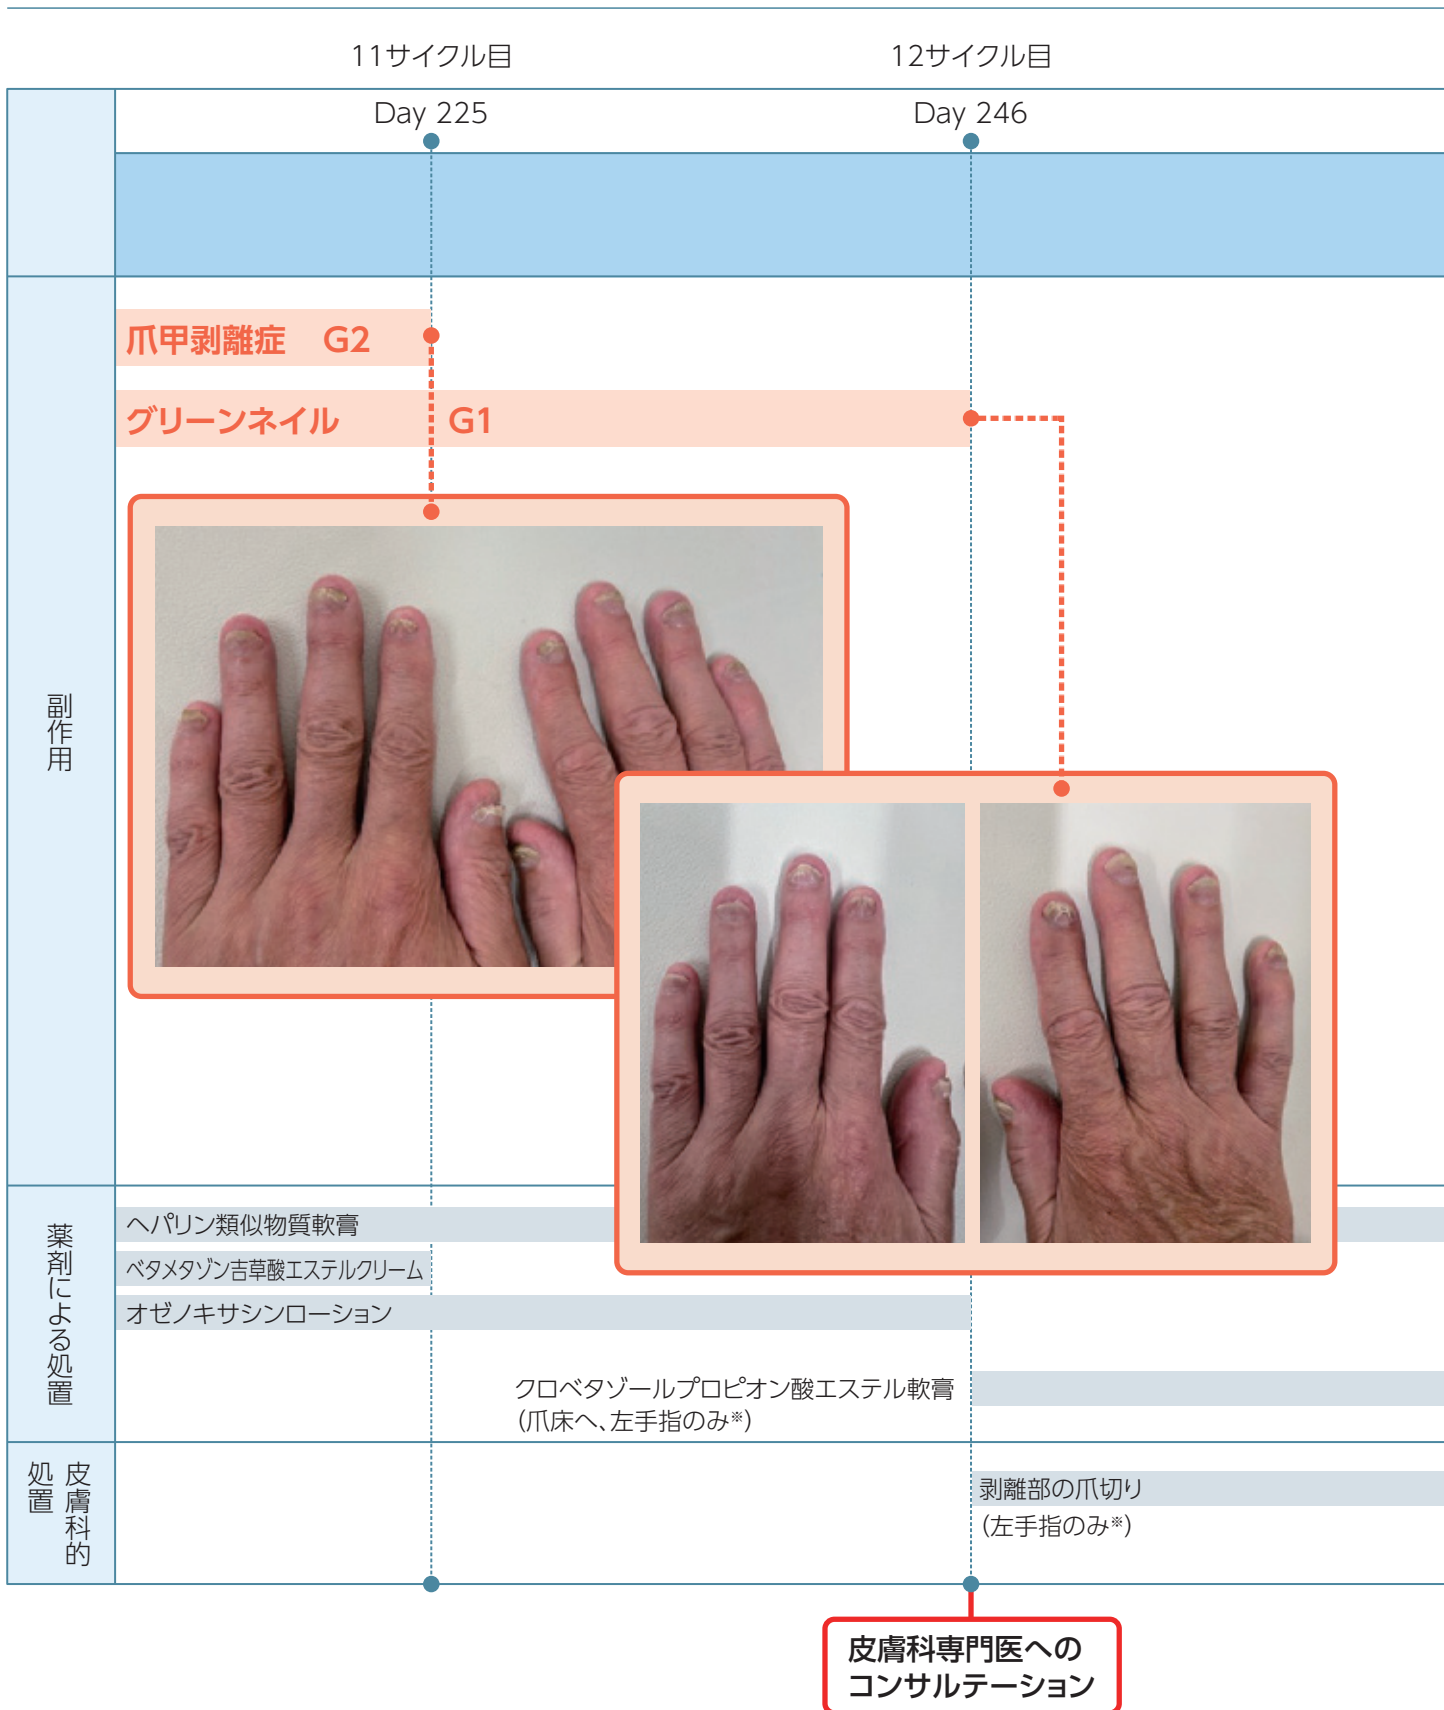 11サイクル目
12サイクル目
Day 225
Day 246
副作用
爪甲剥離症 G2
グリーンネイル G1
薬剤による処置
ヘパリン類似物質軟膏
ベタメタゾン吉草酸エステルクリーム
オゼノキサシンローション
クロベタゾールプロピオン酸エステル軟膏
(爪床へ、左手指のみ※)
皮膚科的
処置
剥離部の爪切り
(左手指のみ※)
皮膚科専門医への
コンサルテーション